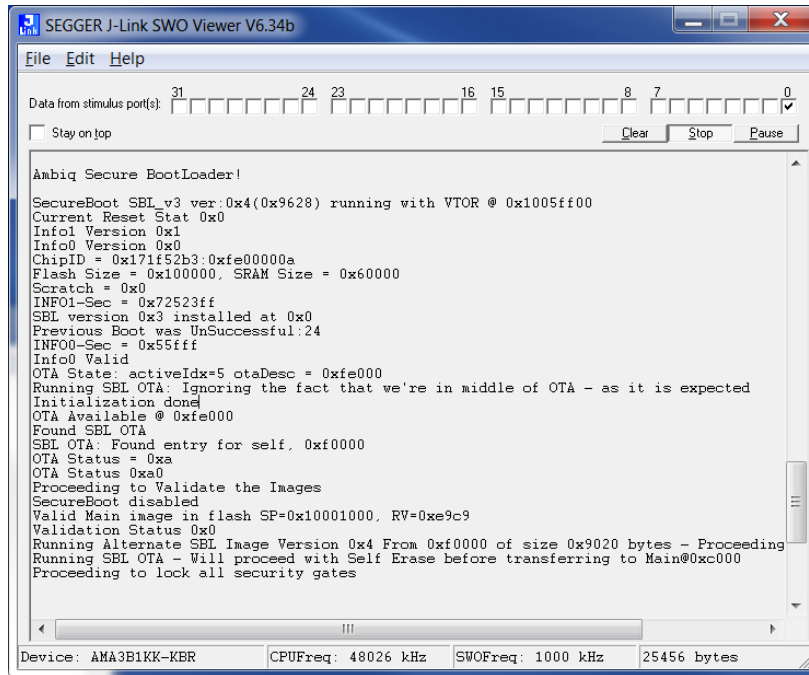 J Link
SEGGER J-Link SWO Viewer V6.34b
File Edit Help
31 24 23 16 15 8 7 0
Data from stimulus port(s):
Stay on top Clear Stop Pause
Ambiq Secure BootLoader!
SecureBoot SBL_v3 ver:0x4(0x9628) running with VTOR @ 0x1005ff00
Current Reset Stat 0x0
Info1 Version 0x1
Info0 Version 0x0
ChipID = 0x171f52b3:0xfe00000a
Flash Size = 0x100000, SRAM Size = 0x60000
Scratch = 0x0
INFO1-Sec = 0x72523ff
SBL version 0x3 installed at 0x0
Previous Boot was UnSuccessful:24
INFO0-Sec = 0x55fff
Info0 Valid
OTA State: activeIdx=5 otaDesc = 0xfe000
Running SBL OTA: Ignoring the fact that we're in middle of OTA - as it is expected
Initialization done
OTA Available @ 0xfe000
Found SBL OTA
SBL OTA: Found entry for self, 0xf0000
OTA Status = 0xa
OTA Status 0xa0
Proceeding to Validate the Images
SecureBoot disabled
Valid Main image in flash SP=0x10001000, RV=0xe9c9
Validation Status 0x0
Running Alternate SBL Image Version 0x4 From 0xf0000 of size 0x9020 bytes - Proceeding
Running SBL OTA - Will proceed with Self Erase before transferring to Main@0xc000
Proceeding to lock all security gates
Device: AMA3B1KK-KBR CPUFreq: 48026 kHz SWOFreq: 1000 kHz 25456 bytes